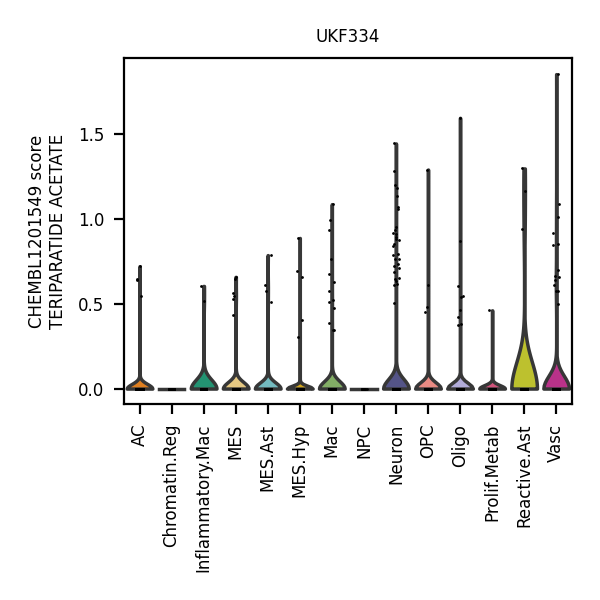 UKF334
CHEMBL1201549 score
TERIPARATIDE ACETATE
1.5
1.0
0.5
0.0
AC
Chromatin.Reg
Inflammatory.Mac
MES
MES.Ast
MES.Hyp
Mac
NPC
Neuron
OPC
Oligo
Prolif.Metab
Reactive.Ast
Vasc